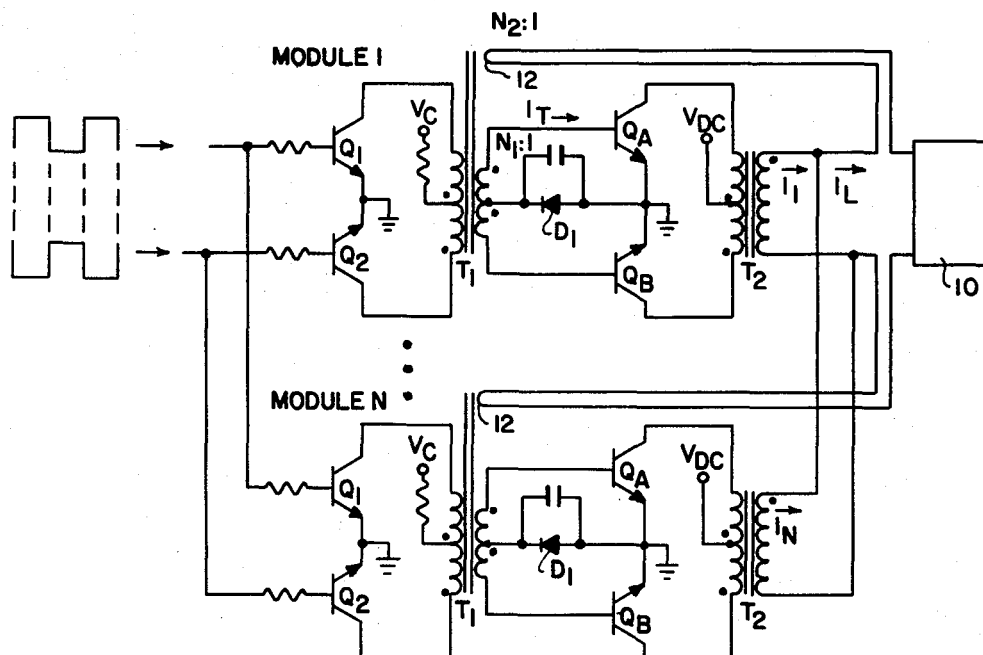 N2:1
MODULE 1
12
VC
IT
N1:1
QA
VDC
Q1
D1
I1
IL
Q2
T1
QB
T2
10
MODULE N
12
VC
QA
VDC
Q1
D1
IN
Q2
T1
QB
T2